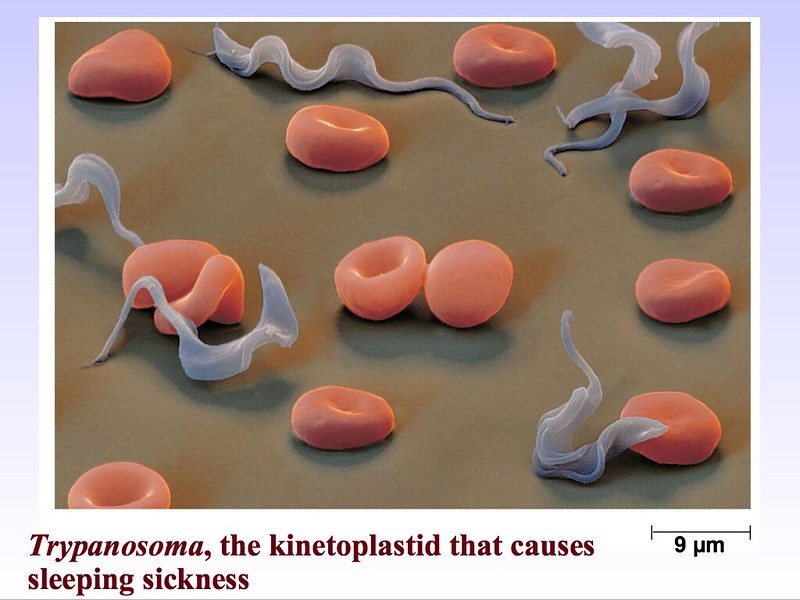 9 µm
Trypanosoma, the kinetoplastid that causes
sleeping sickness